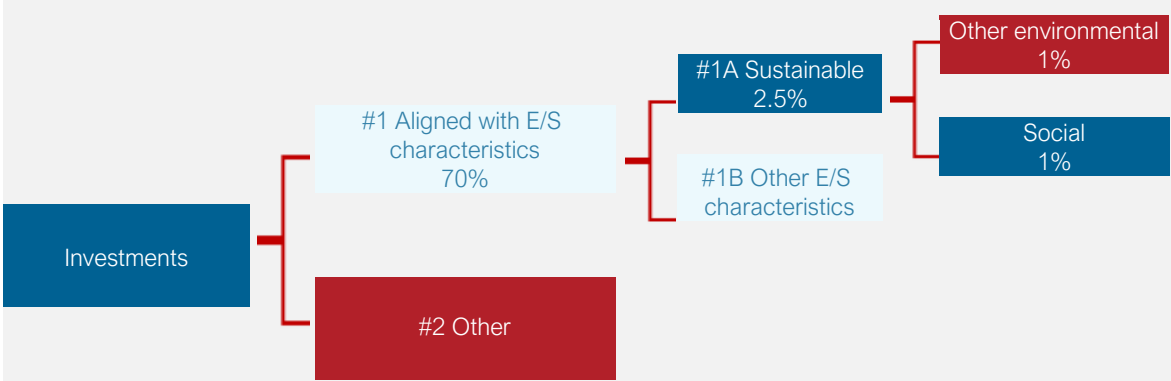 Investments
#1 Aligned with E/S
characteristics
70%
#2 Other
#1A Sustainable
2.5%
#1B Other E/S
characteristics
Other environmental
1%
Social
1%